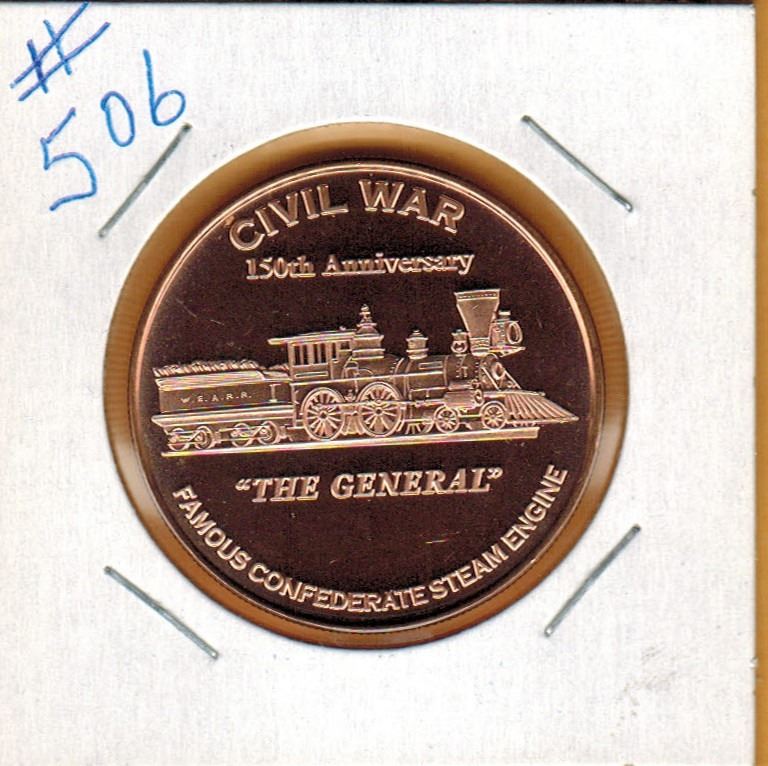 #
506
CIVIL WAR
150th Anniversary
W. & A. R. R.
"THE GENERAL"
FAMOUS CONFEDERATE STEAM ENGINE